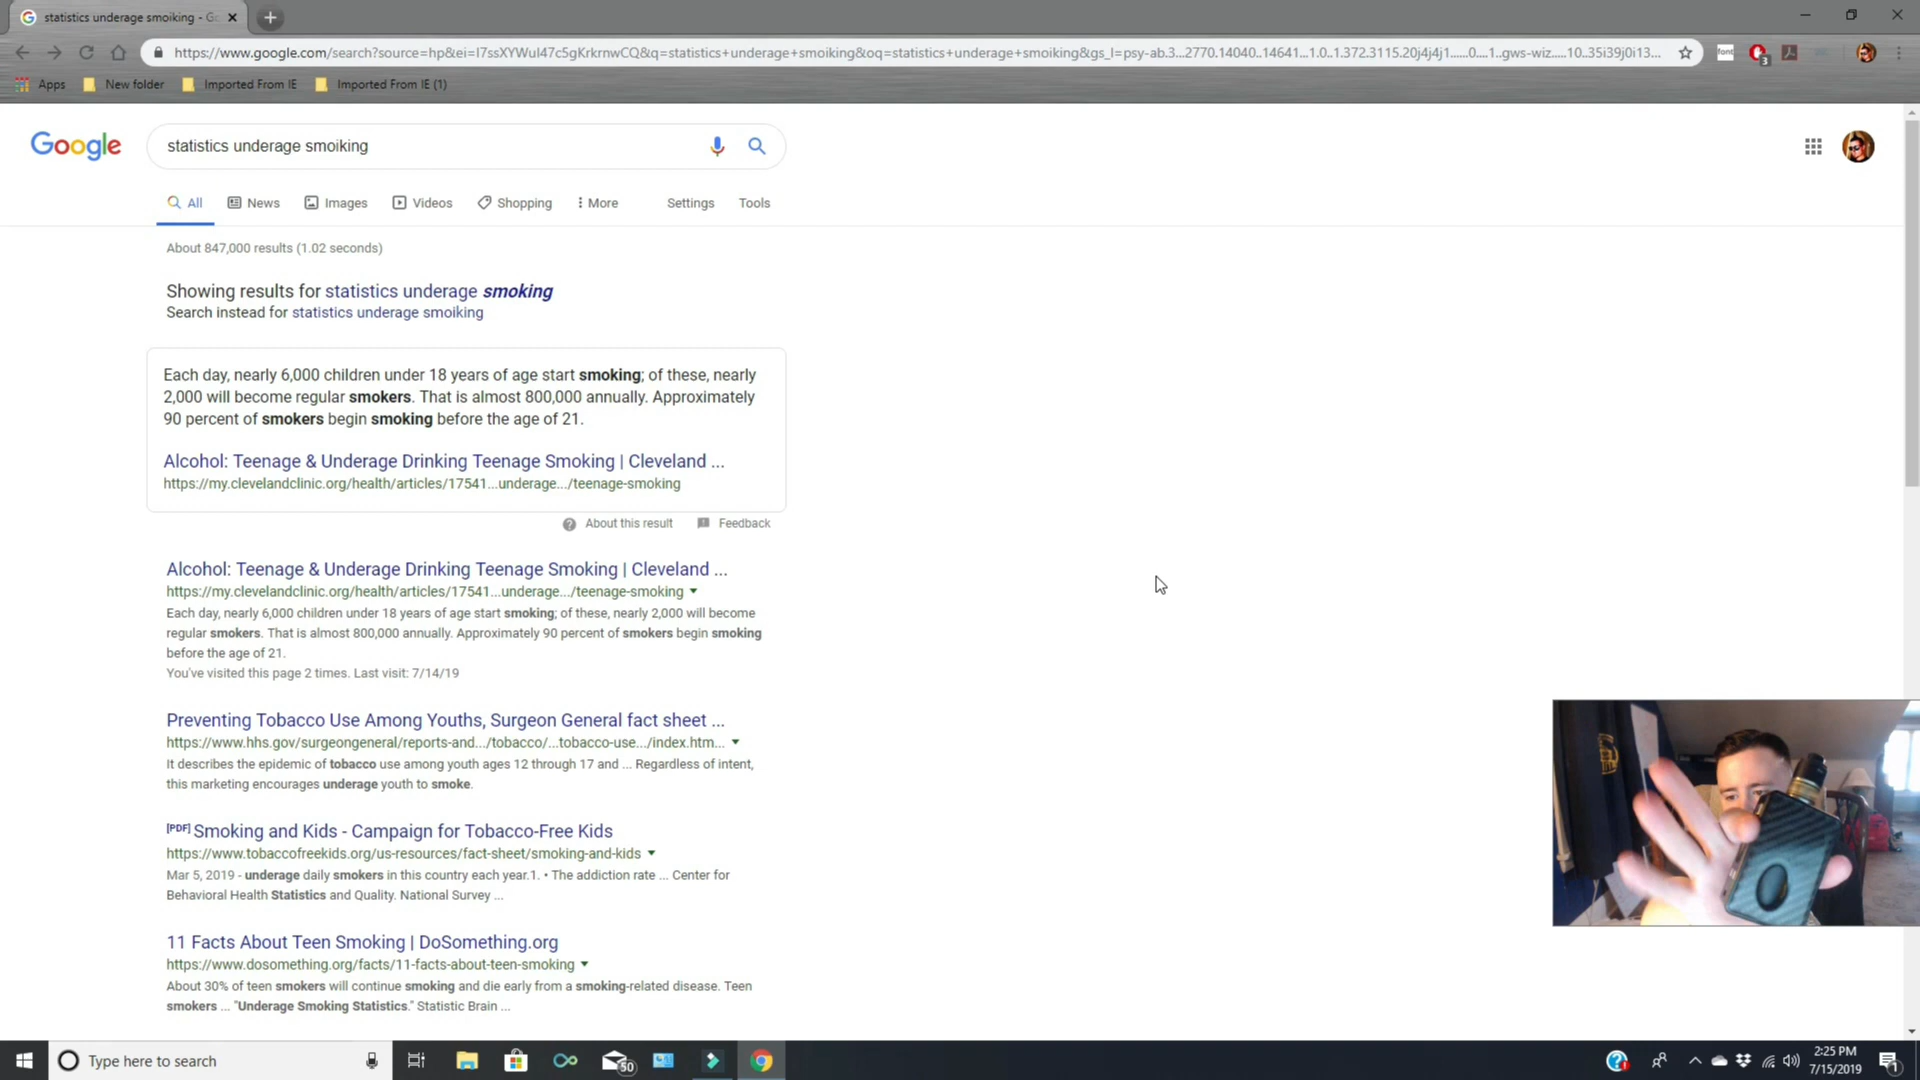 statistics underage smoiking - G
https://www.google.com/search?source=hp&ei=I7ssXYWuI47c5gKrkrnwCQ&q=statistics+underage+smoiking&oq=statistics+underage+smoiking&gs_l=psy-ab.3...2770.14040..14641...1.0..1.372.3115.20j4j4j1......0....1..gws-wiz.....10..35i39j0i13...
3
Apps New folder Imported From IE Imported From IE (1)
Google statistics underage smoiking
All News Images Videos Shopping More Settings Tools
About 847,000 results (1.02 seconds)
Showing results for statistics underage smoking
Search instead for statistics underage smoiking
Each day, nearly 6,000 children under 18 years of age start smoking; of these, nearly
2,000 will become regular smokers. That is almost 800,000 annually. Approximately
90 percent of smokers begin smoking before the age of 21.
Alcohol: Teenage & Underage Drinking Teenage Smoking | Cleveland ...
https://my.clevelandclinic.org/health/articles/17541...underage.../teenage-smoking
About this result Feedback
Alcohol: Teenage & Underage Drinking Teenage Smoking | Cleveland ...
https://my.clevelandclinic.org/health/articles/17541...underage.../teenage-smoking
Each day, nearly 6,000 children under 18 years of age start smoking; of these, nearly 2,000 will become
regular smokers. That is almost 800,000 annually. Approximately 90 percent of smokers begin smoking
before the age of 21.
You've visited this page 2 times. Last visit: 7/14/19
Preventing Tobacco Use Among Youths, Surgeon General fact sheet ...
https://www.hhs.gov/surgeongeneral/reports-and.../tobacco/...tobacco-use.../index.htm...
It describes the epidemic of tobacco use among youth ages 12 through 17 and ... Regardless of intent,
this marketing encourages underage youth to smoke.
[PDF] Smoking and Kids - Campaign for Tobacco-Free Kids
https://www.tobaccofreekids.org/us-resources/fact-sheet/smoking-and-kids
Mar 5, 2019 - underage daily smokers in this country each year.1. • The addiction rate ... Center for
Behavioral Health Statistics and Quality. National Survey ...
11 Facts About Teen Smoking | DoSomething.org
https://www.dosomething.org/facts/11-facts-about-teen-smoking
About 30% of teen smokers will continue smoking and die early from a smoking-related disease. Teen
smokers ... "Underage Smoking Statistics." Statistic Brain ...
Type here to search
50
2:25 PM
7/15/2019
1